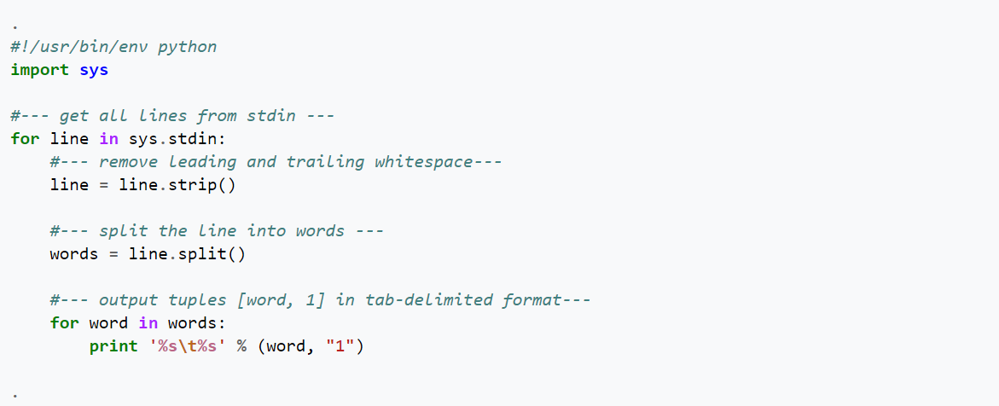 .
#!/usr/bin/env python
import sys

#--- get all lines from stdin ---
for line in sys.stdin:
    #--- remove leading and trailing whitespace---
    line = line.strip()

    #--- split the line into words ---
    words = line.split()

    #--- output tuples [word, 1] in tab-delimited format---
    for word in words:
        print '%s\t%s' % (word, "1")

.